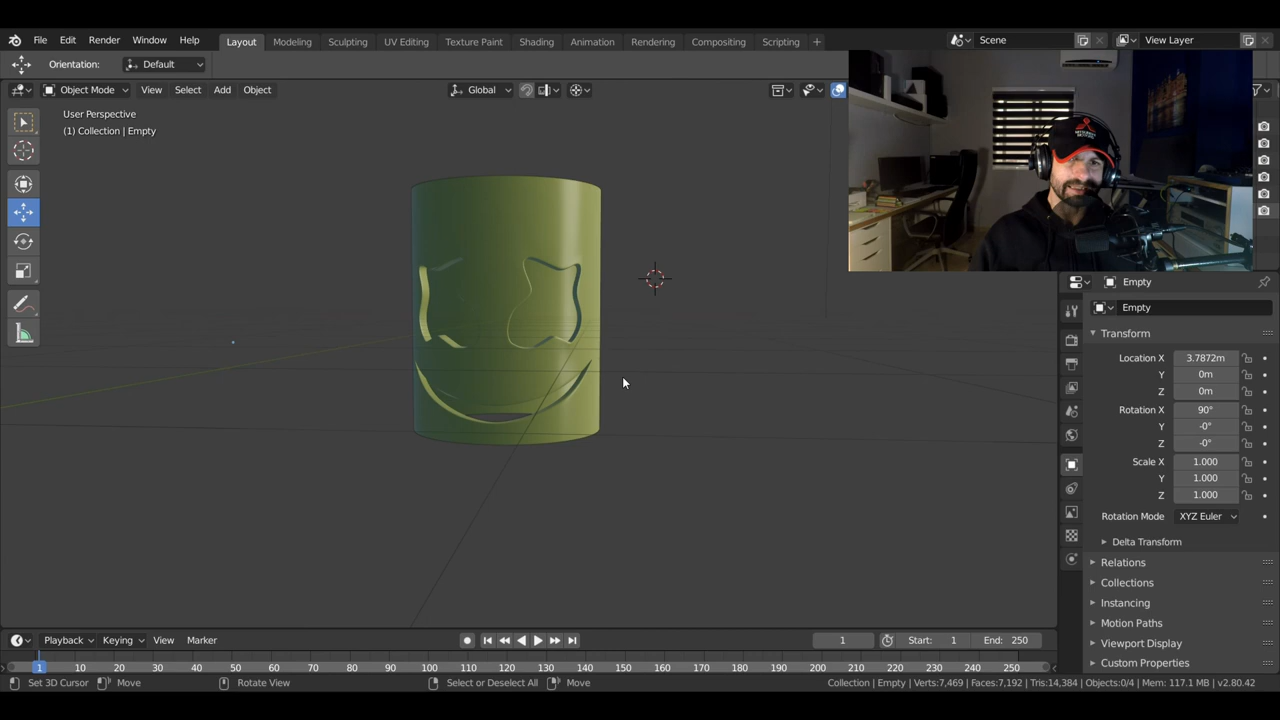 File Edit Render Window Help Layout Modeling Sculpting UV Editing Texture Paint Shading Animation Rendering Compositing Scripting + Scene View Layer
Orientation: Default
Object Mode View Select Add Object Global
User Perspective
(1) Collection | Empty
Empty
Empty
Transform
Location X 3.7872m
Y 0m
Z 0m
Rotation X 90°
Y -0°
Z -0°
Scale X 1.000
Y 1.000
Z 1.000
Rotation Mode XYZ Euler
Delta Transform
Relations
Collections
Instancing
Motion Paths
Viewport Display
Custom Properties
Playback Keying View Marker 1 Start: 1 End: 250
1 10 20 30 40 50 60 70 80 90 100 110 120 130 140 150 160 170 180 190 200 210 220 230 240 250
Set 3D Cursor Move Rotate View Select or Deselect All Move Collection | Empty | Verts:7,469 | Faces:7,192 | Tris:14,384 | Objects:0/4 | Mem: 117.1 MB | v2.80.42